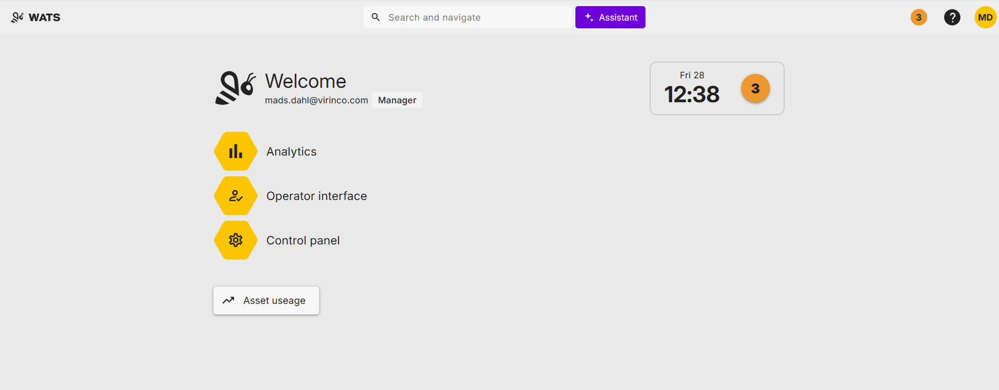 WATS
Search and navigate
Assistant
3
?
MD
Welcome
mads.dahl@virinco.com Manager
Fri 28
12:38
3
Analytics
Operator interface
Control panel
Asset useage